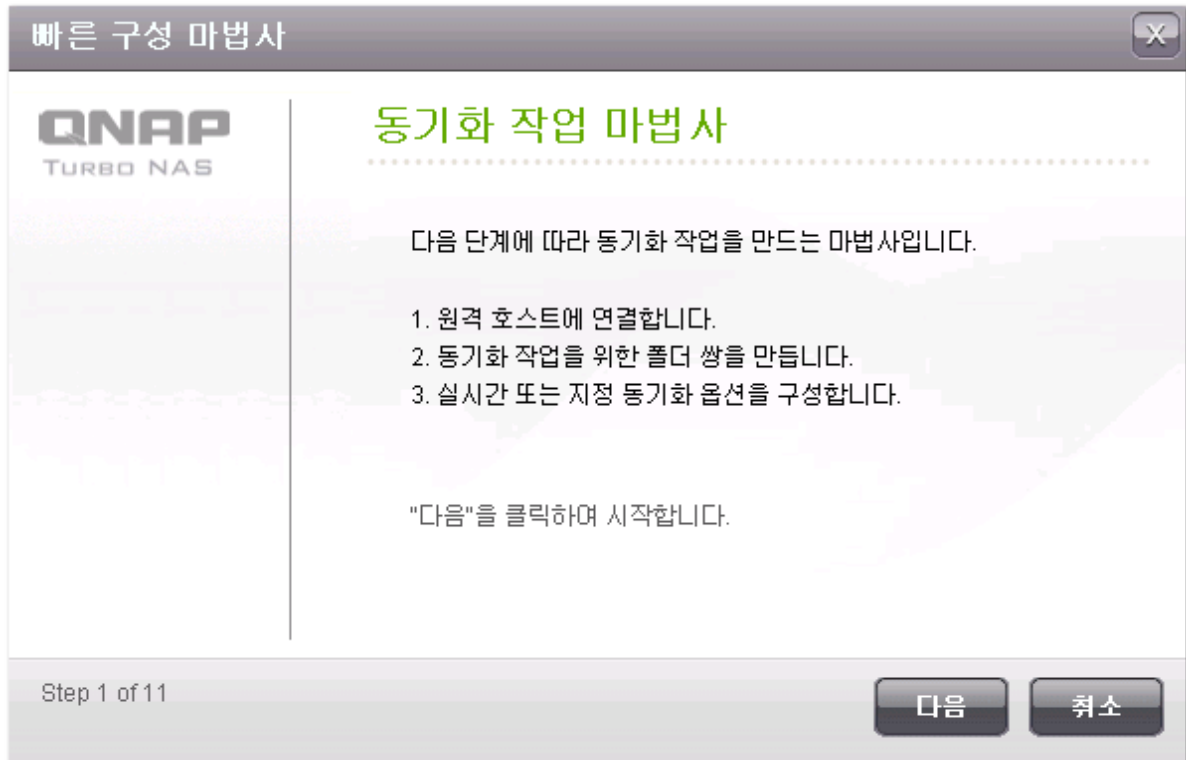 빠른 구성 마법사
X
QNAP
TURBO NAS
동기화 작업 마법사
다음 단계에 따라 동기화 작업을 만드는 마법사입니다.
1. 원격 호스트에 연결합니다.
2. 동기화 작업을 위한 폴더 쌍을 만듭니다.
3. 실시간 또는 지정 동기화 옵션을 구성합니다.
"다음"을 클릭하여 시작합니다.
Step 1 of 11
다음
취소